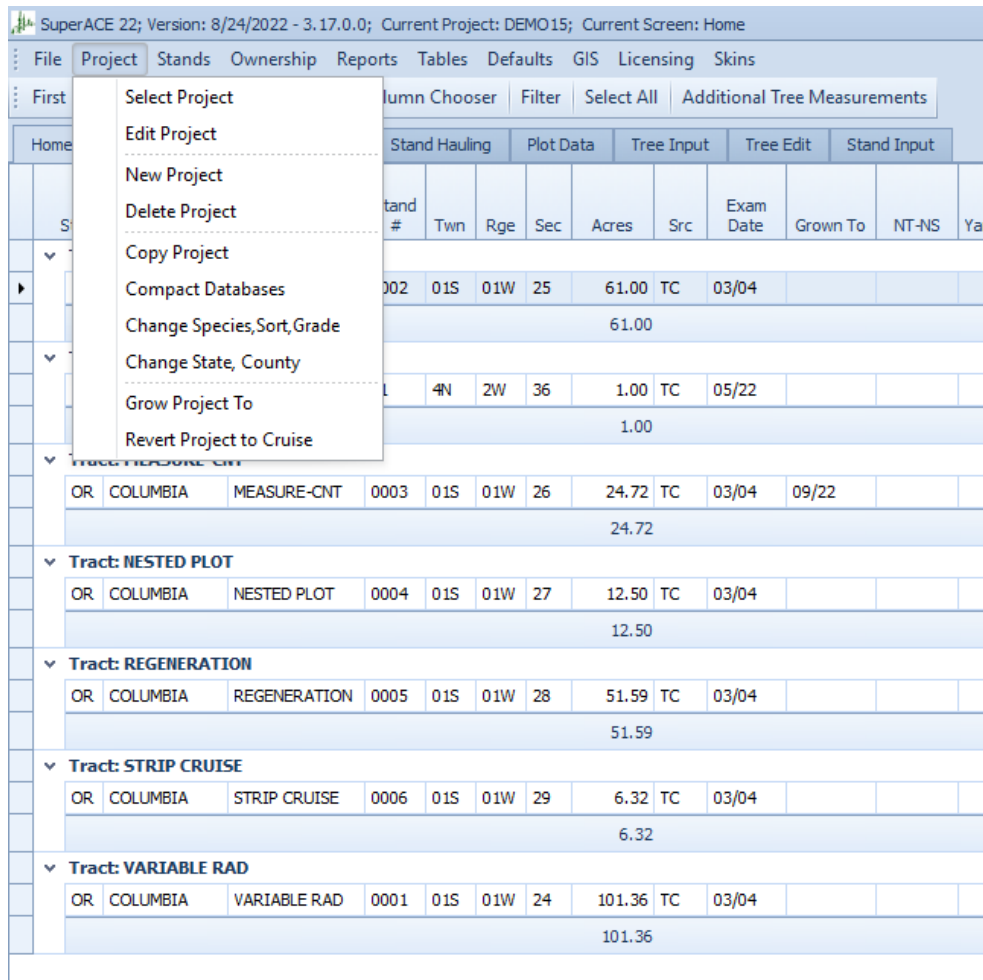 SuperACE 22; Version: 8/24/2022 - 3.17.0.0; Current Project: DEMO15; Current Screen: Home
File Project Stands Ownership Reports Tables Defaults GIS Licensing Skins
First lumn Chooser Filter Select All Additional Tree Measurements
Select Project
Edit Project
New Project
Delete Project
Copy Project
Compact Databases
Change Species,Sort,Grade
Change State, County
Grow Project To
Revert Project to Cruise
Home Stand Hauling Plot Data Tree Input Tree Edit Stand Input
S tand # Twn Rge Sec Acres Src Exam Date Grown To NT-NS Ya
002 01S 01W 25 61.00 TC 03/04
61.00
4N 2W 36 1.00 TC 05/22
1.00
Tract: MEASURE-CNT
OR COLUMBIA MEASURE-CNT 0003 01S 01W 26 24.72 TC 03/04 09/22
24.72
Tract: NESTED PLOT
OR COLUMBIA NESTED PLOT 0004 01S 01W 27 12.50 TC 03/04
12.50
Tract: REGENERATION
OR COLUMBIA REGENERATION 0005 01S 01W 28 51.59 TC 03/04
51.59
Tract: STRIP CRUISE
OR COLUMBIA STRIP CRUISE 0006 01S 01W 29 6.32 TC 03/04
6.32
Tract: VARIABLE RAD
OR COLUMBIA VARIABLE RAD 0001 01S 01W 24 101.36 TC 03/04
101.36